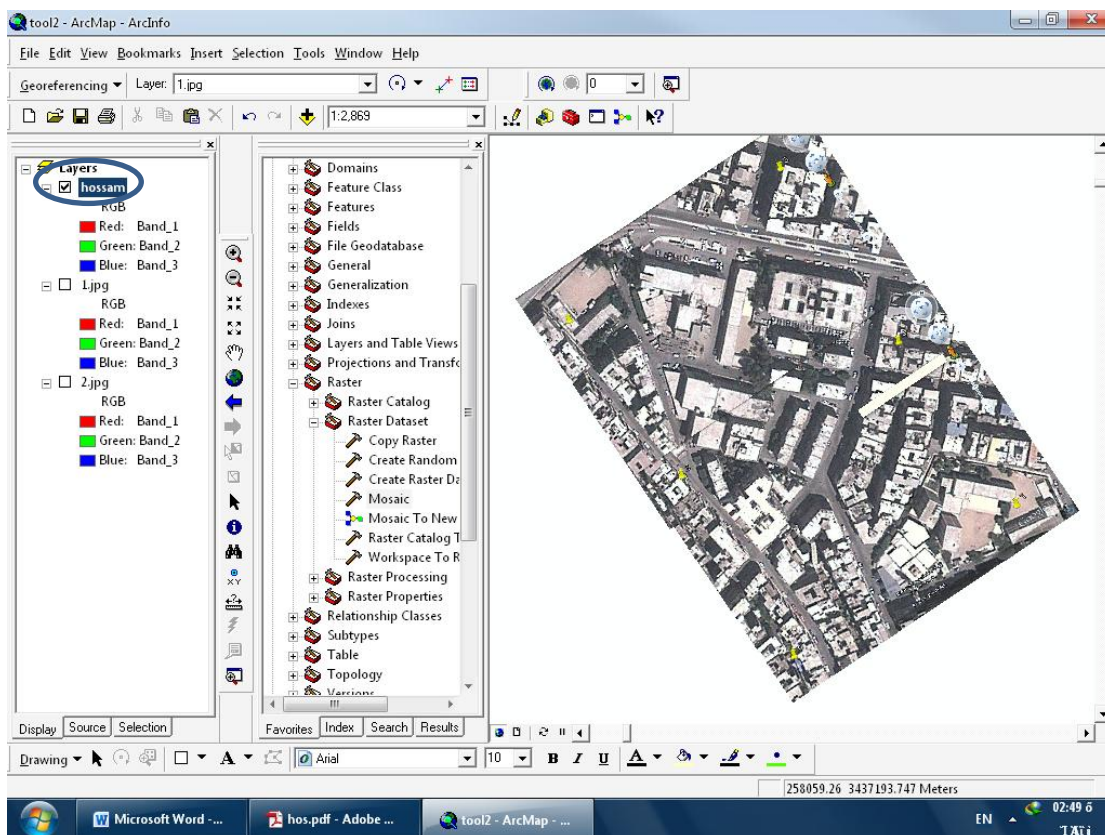 tool2 - ArcMap - ArcInfo
File Edit View Bookmarks Insert Selection Tools Window Help
Georeferencing Layer: 1.jpg 0
1:2,869
Layers
hossam
RGB
Red: Band_1
Green: Band_2
Blue: Band_3
1.jpg
RGB
Red: Band_1
Green: Band_2
Blue: Band_3
2.jpg
RGB
Red: Band_1
Green: Band_2
Blue: Band_3
Display Source Selection
XY
Domains
Feature Class
Features
Fields
File Geodatabase
General
Generalization
Indexes
Joins
Layers and Table Views
Projections and Transfo
Raster
Raster Catalog
Raster Dataset
Copy Raster
Create Random
Create Raster Da
Mosaic
Mosaic To New
Raster Catalog T
Workspace To R
Raster Processing
Raster Properties
Relationship Classes
Subtypes
Table
Topology
Versions
Favorites Index Search Results
Drawing A Arial 10 B I U A
258059.26 3437193.747 Meters
Microsoft Word -... hos.pdf - Adobe ... tool2 - ArcMap - ... EN 02:49